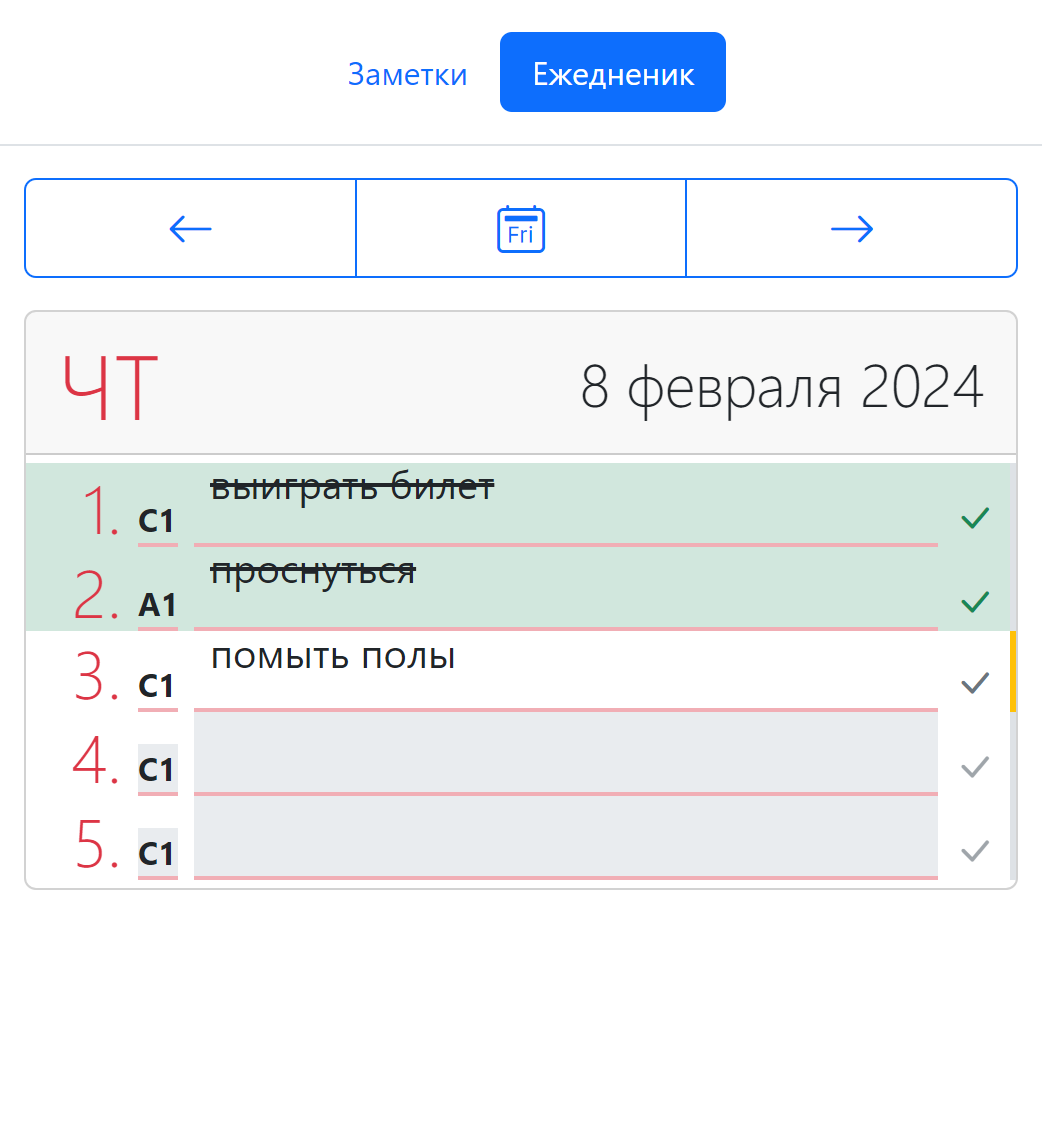 Заметки Ежедненик
Fri
ЧТ 8 февраля 2024
1. C1 выиграть билет
2. A1 проснуться
3. C1 помыть полы
4. C1
5. C1